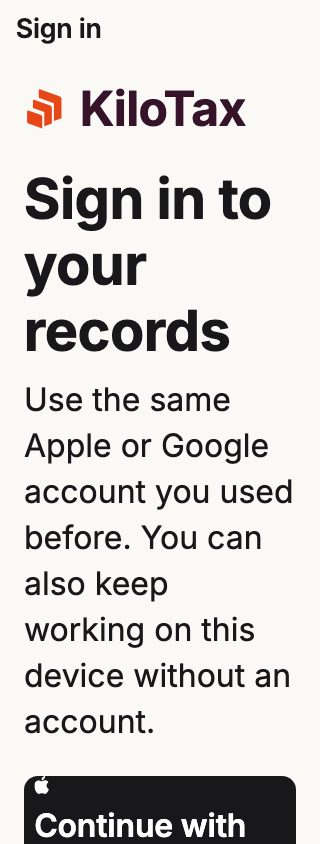 Sign in
KiloTax
Sign in to
your
records
Use the same
Apple or Google
account you used
before. You can
also keep
working on this
device without an
account.
Continue with